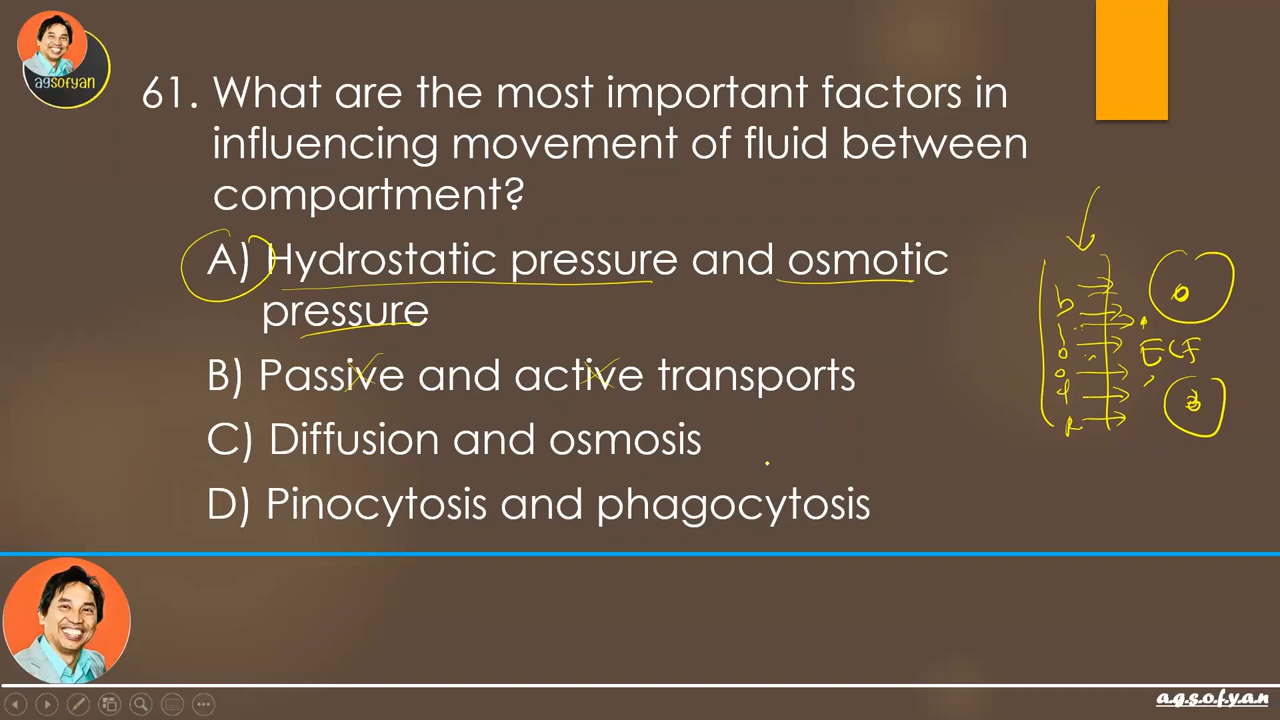 agsofyan
61. What are the most important factors in
influencing movement of fluid between
compartment?
A) Hydrostatic pressure and osmotic
pressure
B) Passive and active transports
C) Diffusion and osmosis
D) Pinocytosis and phagocytosis
ECF
a.g.s.o.f.y.a.n